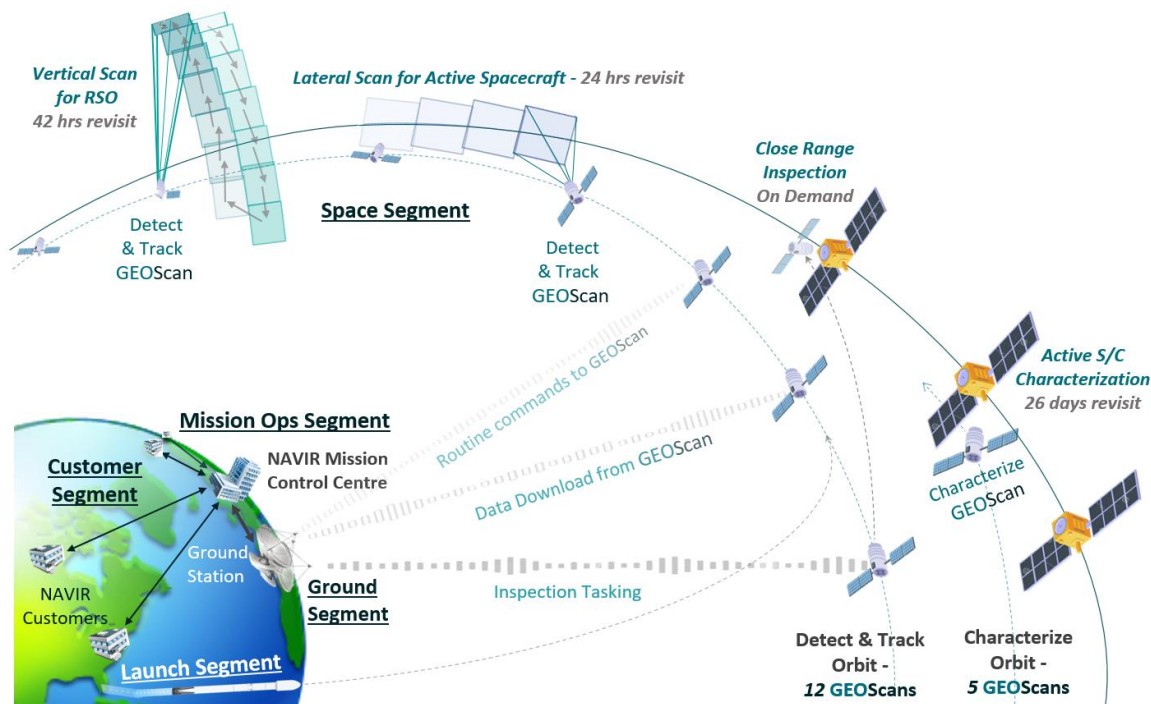 Vertical Scan
for RSO
42 hrs revisit
Lateral Scan for Active Spacecraft - 24 hrs revisit
Close Range
Inspection
On Demand
Detect
& Track
GEOScan
Space Segment
Detect
& Track
GEOScan
Active S/C
Characterization
26 days revisit
Routine commands to GEOScan
Data Download from GEOScan
Mission Ops Segment
NAVIR Mission
Control Centre
Customer
Segment
Characterize
GEOScan
Ground
Station
NAVIR
Customers
Ground
Segment
Inspection Tasking
Launch Segment
Detect & Track
Orbit -
12 GEOScans
Characterize
Orbit -
5 GEOScans